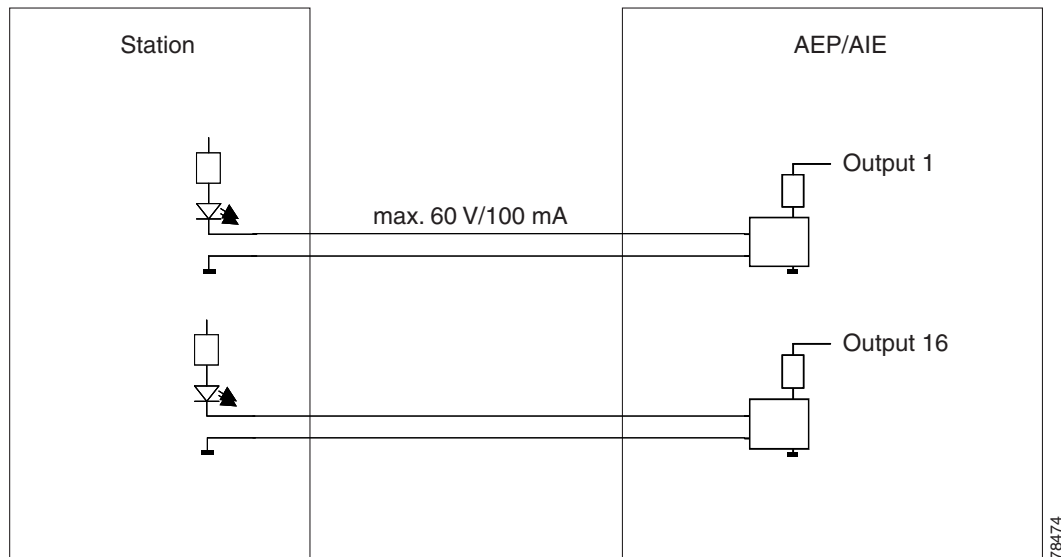 Station
AEP/AIE
Output 1
max. 60 V/100 mA
Output 16
78474